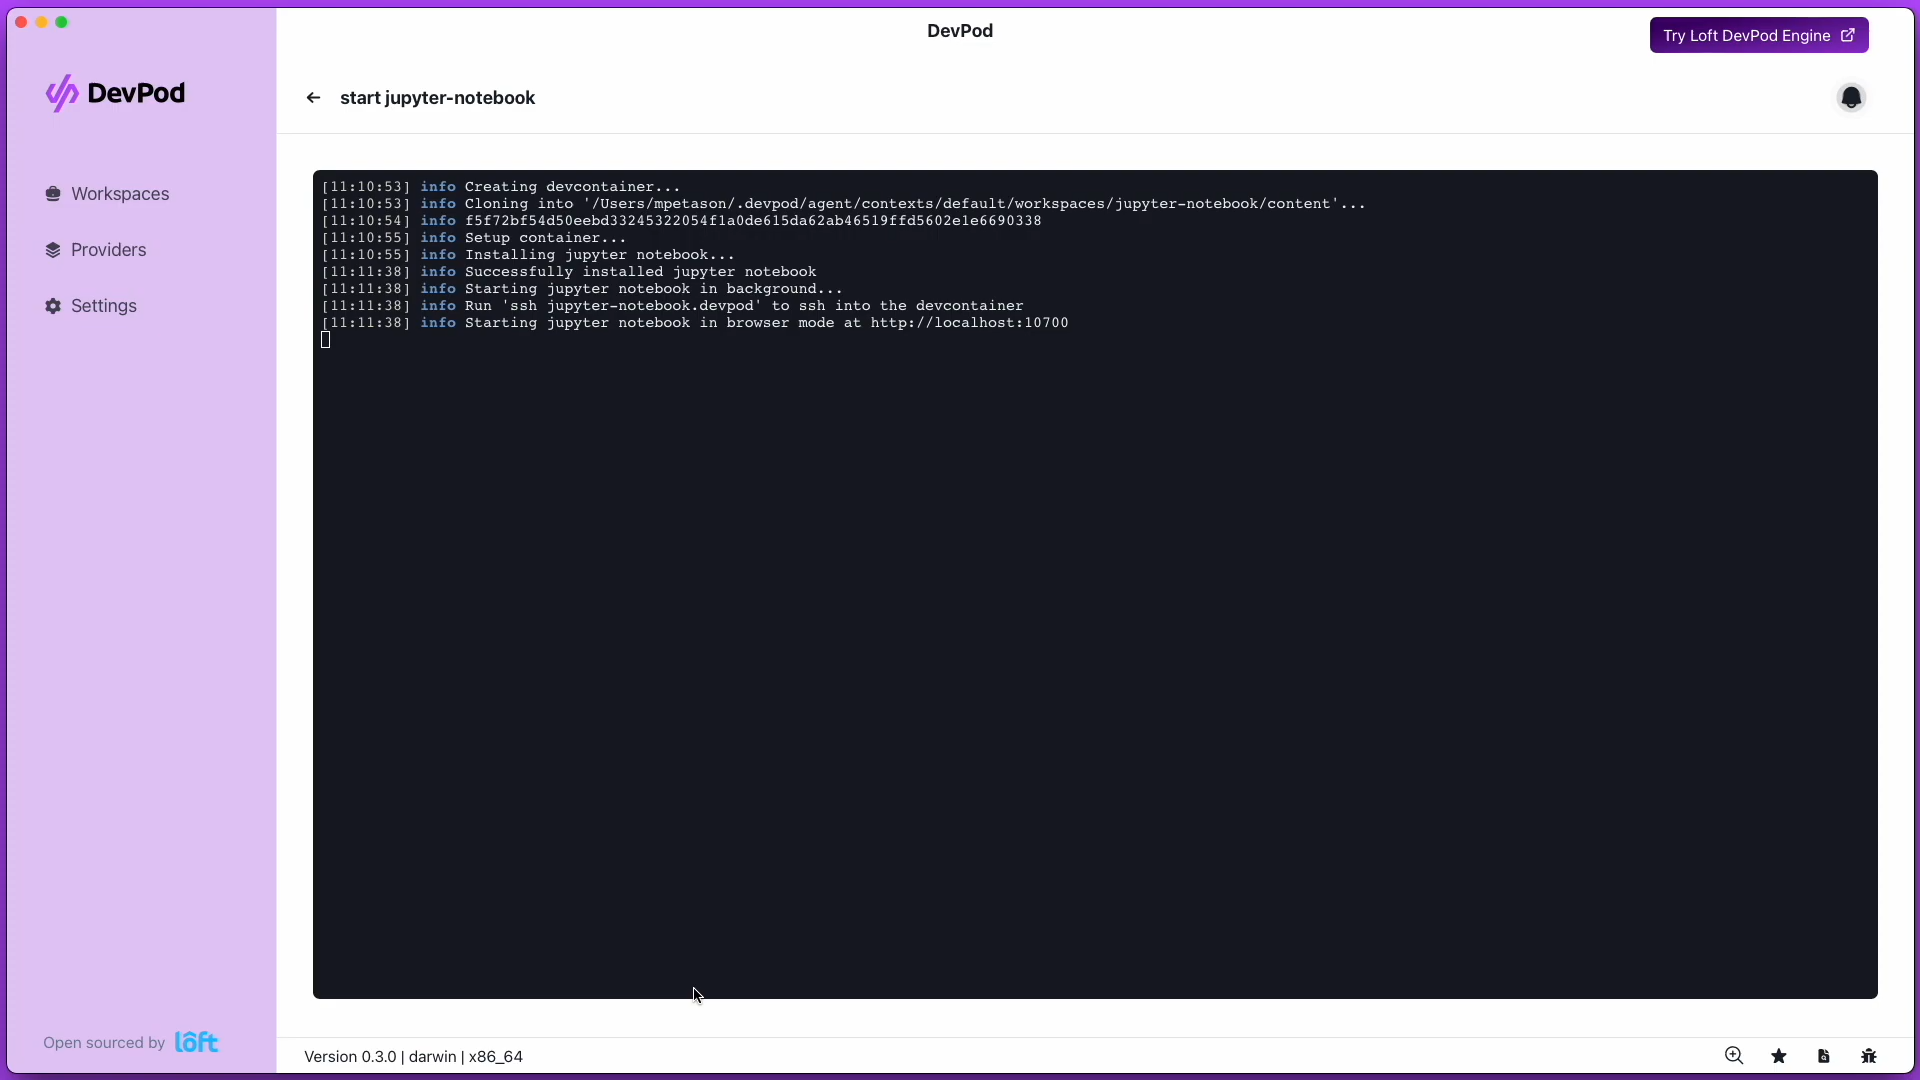 DevPod
Try Loft DevPod Engine
DevPod
start jupyter-notebook
Workspaces
Providers
Settings
[11:10:53] info Creating devcontainer...
[11:10:53] info Cloning into '/Users/mpetason/.devpod/agent/contexts/default/workspaces/jupyter-notebook/content'...
[11:10:54] info f5f72bf54d50eebd33245322054f1a0de615da62ab46519ffd5602e1e6690338
[11:10:55] info Setup container...
[11:10:55] info Installing jupyter notebook...
[11:11:38] info Successfully installed jupyter notebook
[11:11:38] info Starting jupyter notebook in background...
[11:11:38] info Run 'ssh jupyter-notebook.devpod' to ssh into the devcontainer
[11:11:38] info Starting jupyter notebook in browser mode at http://localhost:10700
Open sourced by loft
Version 0.3.0 | darwin | x86_64